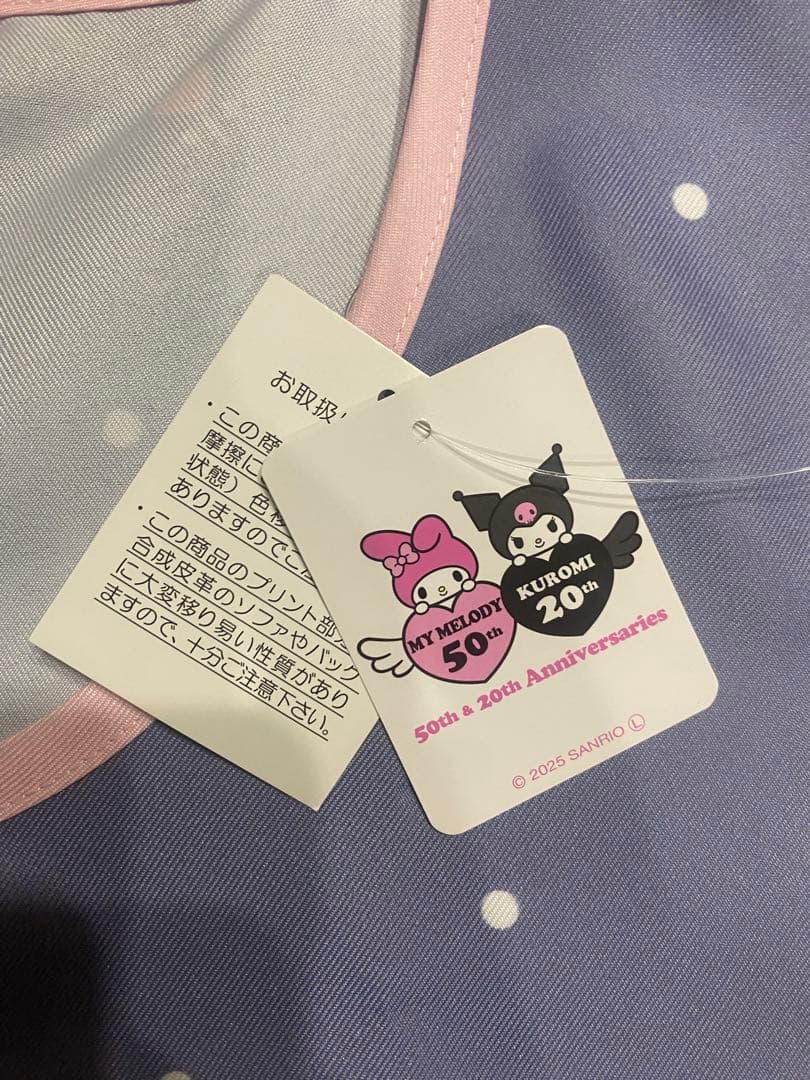 お取扱
・この商
摩擦に
状態）色移
ありますのでご注
・この商品のプリント部
合成皮革のソファやバッグ
に大変移り易い性質があり
ますので、十分ご注意下さい。
MY MELODY
50th
KUROMI
20th
50th & 20th Anniversaries
© 2025 SANRIO Ⓛ